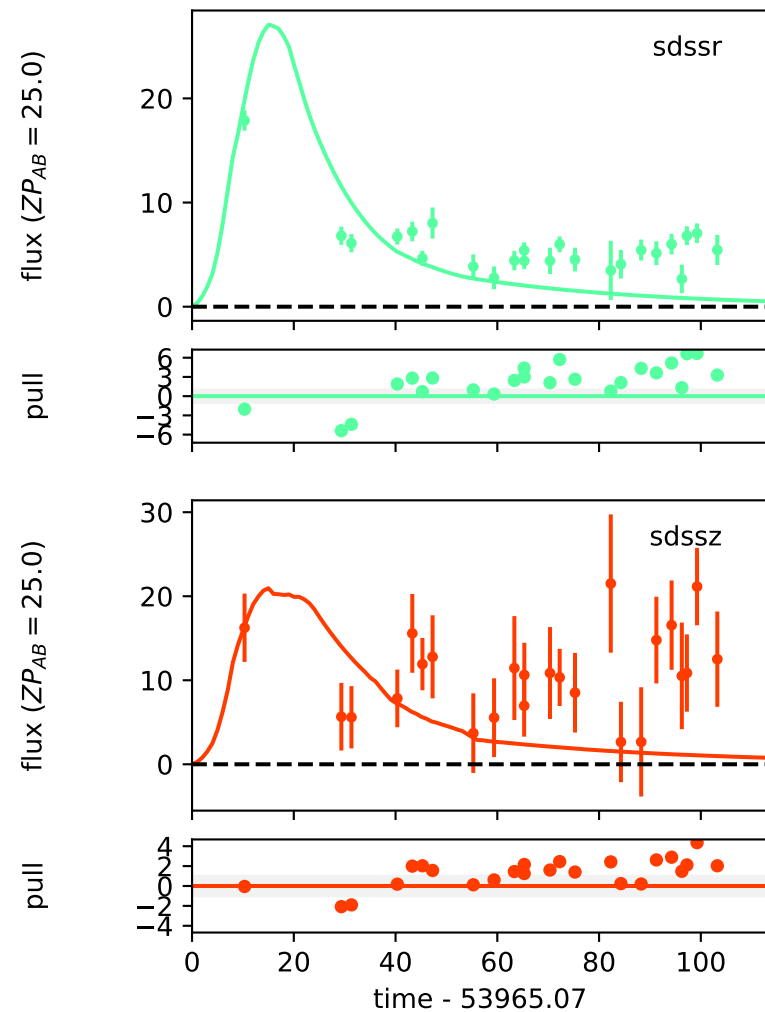 sdssr
flux (ZP_AB = 25.0)
20
10
0
pull
6
3
0
−3
−6
sdssz
flux (ZP_AB = 25.0)
30
20
10
0
pull
4
2
0
−2
−4
0 20 40 60 80 100
time - 53965.07